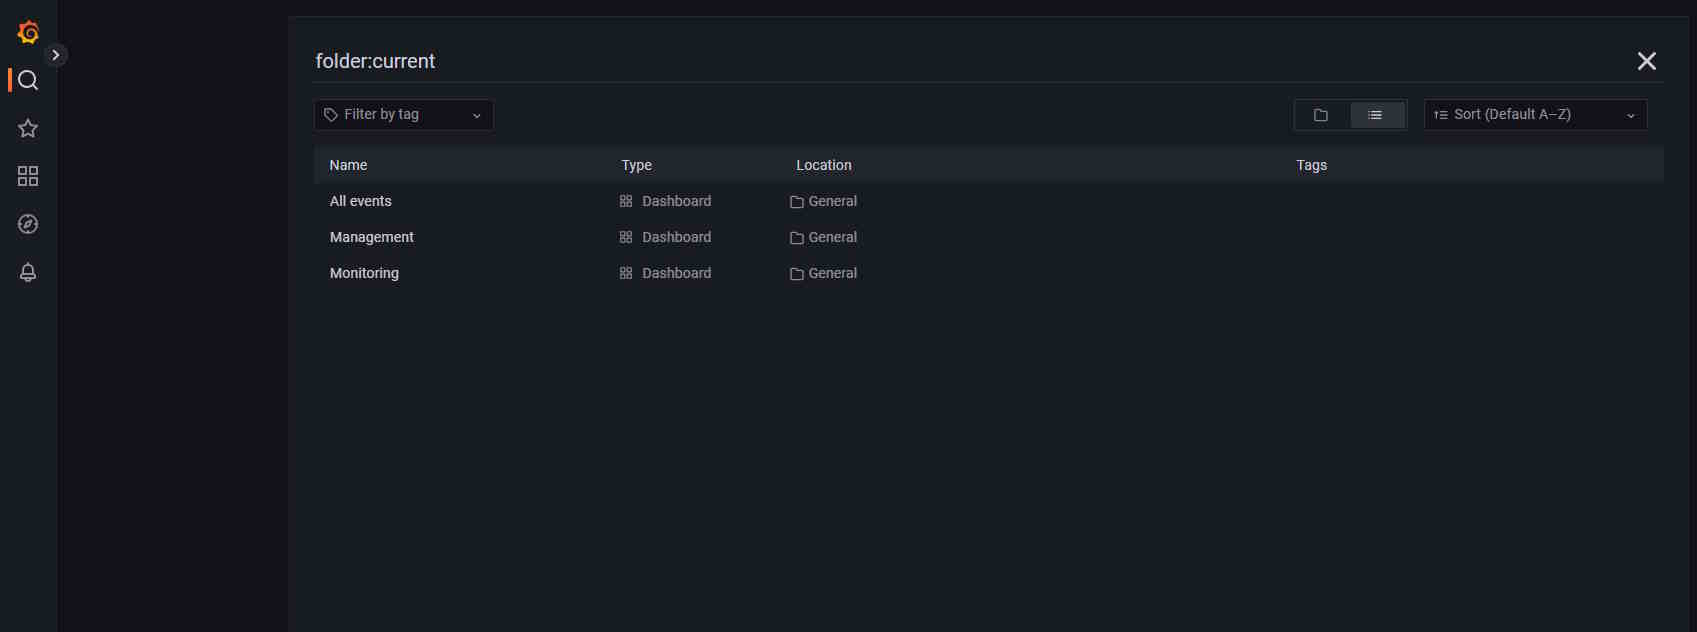 folder:current
Filter by tag
Sort (Default A–Z)
Name Type Location Tags
All events Dashboard General
Management Dashboard General
Monitoring Dashboard General